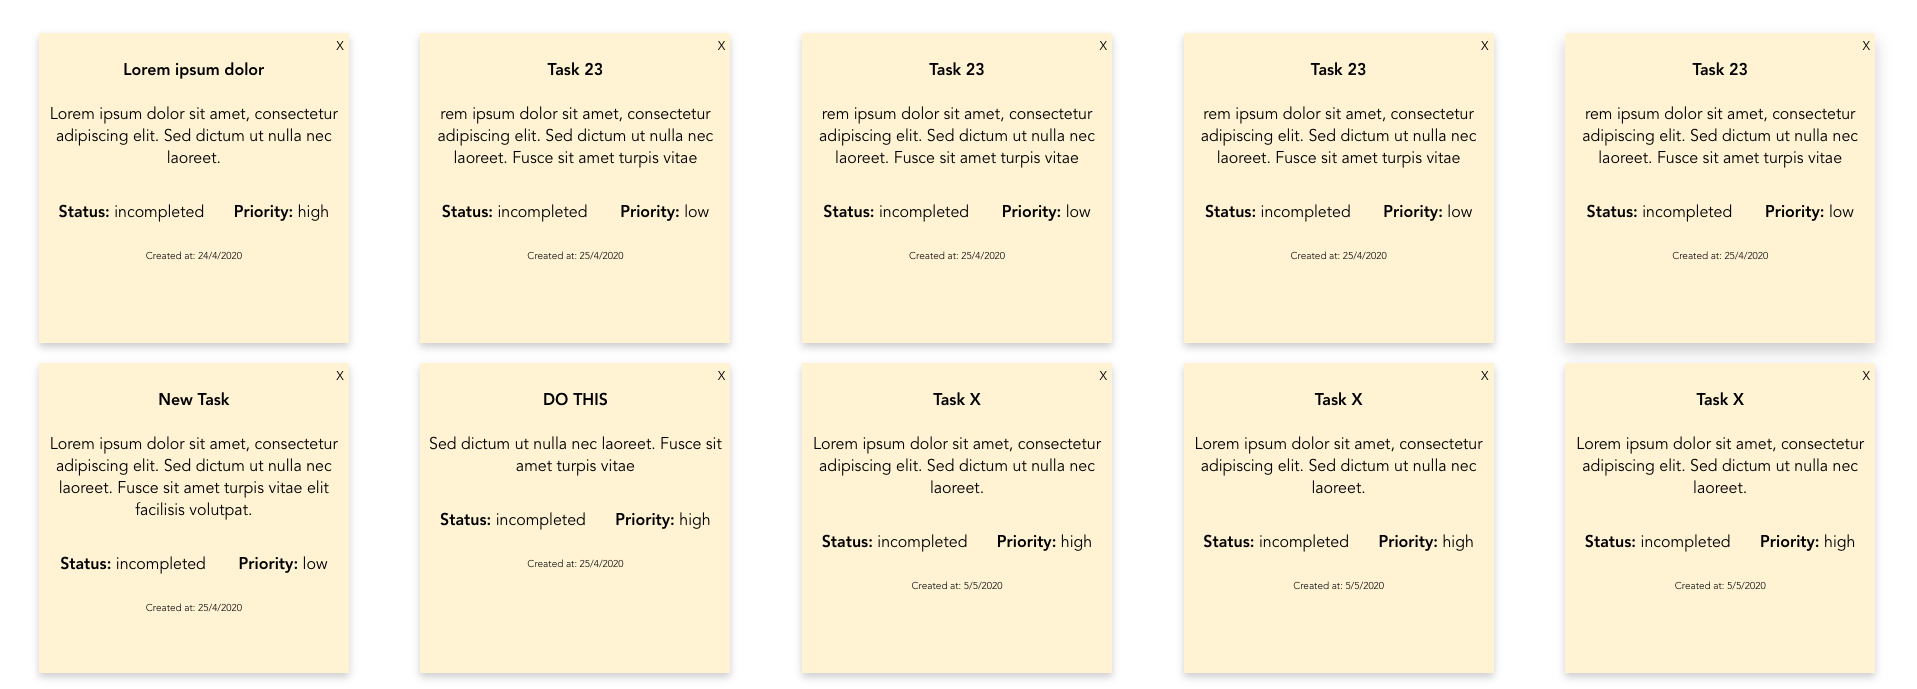 X
Lorem ipsum dolor
Lorem ipsum dolor sit amet, consectetur
adipiscing elit. Sed dictum ut nulla nec
laoreet.
Status: incompleted Priority: high
Created at: 24/4/2020
X
Task 23
rem ipsum dolor sit amet, consectetur
adipiscing elit. Sed dictum ut nulla nec
laoreet. Fusce sit amet turpis vitae
Status: incompleted Priority: low
Created at: 25/4/2020
X
Task 23
rem ipsum dolor sit amet, consectetur
adipiscing elit. Sed dictum ut nulla nec
laoreet. Fusce sit amet turpis vitae
Status: incompleted Priority: low
Created at: 25/4/2020
X
Task 23
rem ipsum dolor sit amet, consectetur
adipiscing elit. Sed dictum ut nulla nec
laoreet. Fusce sit amet turpis vitae
Status: incompleted Priority: low
Created at: 25/4/2020
X
Task 23
rem ipsum dolor sit amet, consectetur
adipiscing elit. Sed dictum ut nulla nec
laoreet. Fusce sit amet turpis vitae
Status: incompleted Priority: low
Created at: 25/4/2020
X
New Task
Lorem ipsum dolor sit amet, consectetur
adipiscing elit. Sed dictum ut nulla nec
laoreet. Fusce sit amet turpis vitae elit
facilisis volutpat.
Status: incompleted Priority: low
Created at: 25/4/2020
X
DO THIS
Sed dictum ut nulla nec laoreet. Fusce sit
amet turpis vitae
Status: incompleted Priority: high
Created at: 25/4/2020
X
Task X
Lorem ipsum dolor sit amet, consectetur
adipiscing elit. Sed dictum ut nulla nec
laoreet.
Status: incompleted Priority: high
Created at: 5/5/2020
X
Task X
Lorem ipsum dolor sit amet, consectetur
adipiscing elit. Sed dictum ut nulla nec
laoreet.
Status: incompleted Priority: high
Created at: 5/5/2020
X
Task X
Lorem ipsum dolor sit amet, consectetur
adipiscing elit. Sed dictum ut nulla nec
laoreet.
Status: incompleted Priority: high
Created at: 5/5/2020